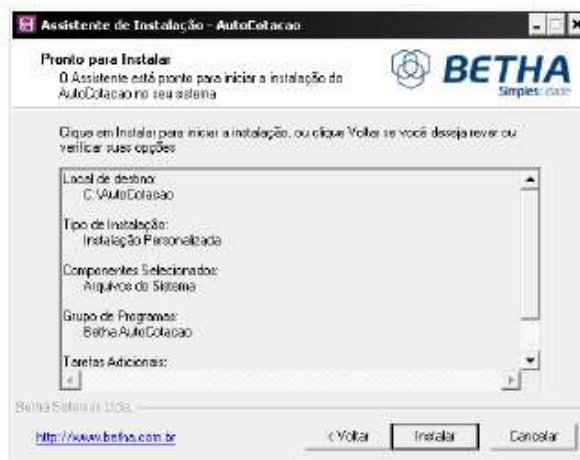 Assistente de Instalação - AutoCotacao
Pronto para Instalar
O Assistente está pronto para iniciar a instalação do
AutoCotacao no seu sistema
BETHA
Simplescidade
Clique em Instalar para iniciar a instalação, ou clique Voltar se você deseja rever ou
verificar suas opções
Local de destino:
C:\AutoCotacao
Tipo de Instalação:
Instalação Personalizada
Componentes Selecionados:
Arquivos do Sistema
Grupo de Programas:
Betha AutoCotacao
Tarefas Adicionais:
Betha Sistemas Ltda.
http://www.betha.com.br
< Voltar
Instalar
Cancelar